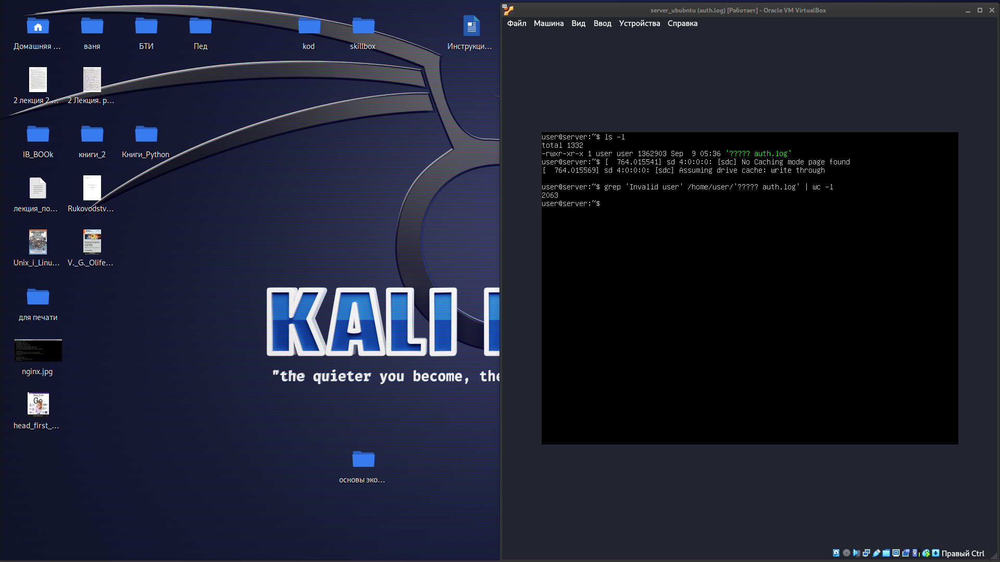 server_ububntu (auth.log) [Работает] - Oracle VM VirtualBox
Файл Машина Вид Ввод Устройства Справка
Домашняя ... ваня БТИ Пед kod skillbox Инструкци...
2 лекция 2 ... 2 Лекция. р...
IB_BOOk книги_2 Книги_Python
лекция_по... Rukovodstv...
Unix_i_Linu... V._G._Olife...
для печати
nginx.jpg
head_first_...
основы эко...
KALI
"the quieter you become, the
user@server:~$ ls -l
total 1332
-rwxr-xr-x 1 user user 1362903 Sep  9 05:36 '????? auth.log'
user@server:~$ [  764.015541] sd 4:0:0:0: [sdc] No Caching mode page found
[  764.015569] sd 4:0:0:0: [sdc] Assuming drive cache: write through
user@server:~$ grep 'Invalid user' /home/user/'????? auth.log' | wc -l
2063
user@server:~$
Правый Ctrl